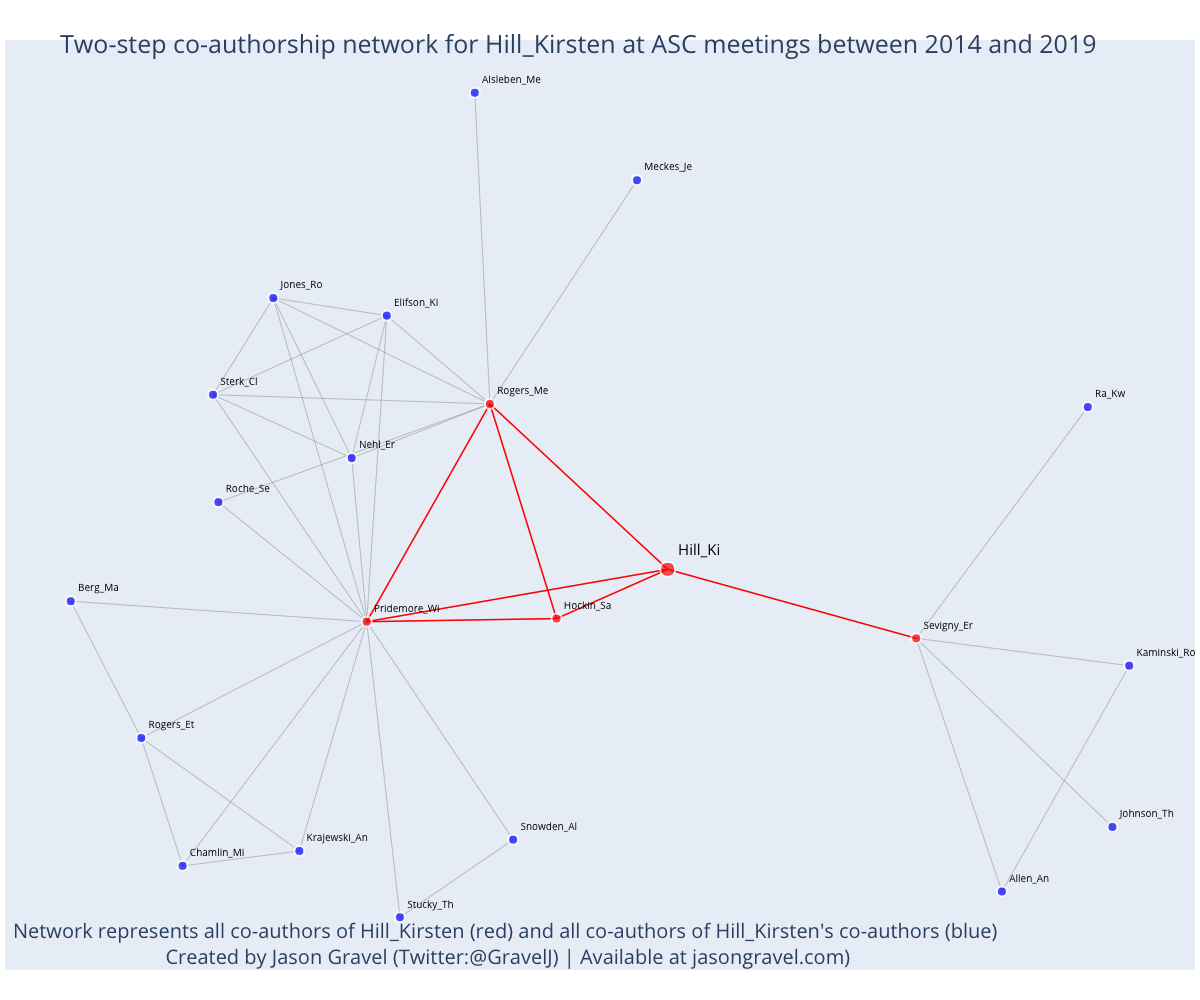 Two-step co-authorship network for Hill_Kirsten at ASC meetings between 2014 and 2019
Alsleben_Me
Meckes_Je
Jones_Ro
Elifson_Ki
Sterk_Cl
Rogers_Me
Ra_Kw
Nehl_Er
Roche_Se
Hill_Ki
Berg_Ma
Pridemore_Wi
Hockin_Sa
Sevigny_Er
Kaminski_Ro
Rogers_Et
Johnson_Th
Snowden_Al
Krajewski_An
Chamlin_Mi
Allen_An
Stucky_Th
Network represents all co-authors of Hill_Kirsten (red) and all co-authors of Hill_Kirsten's co-authors (blue)
Created by Jason Gravel (Twitter:@GravelJ) | Available at jasongravel.com)